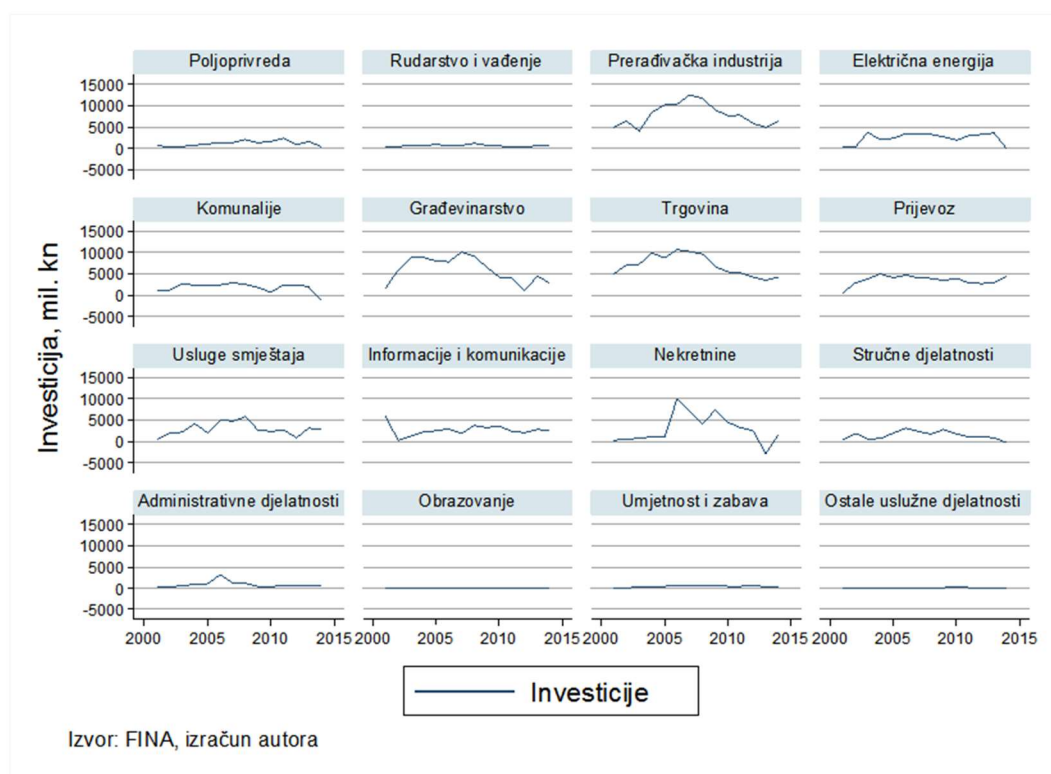 Poljoprivreda
Rudarstvo i vađenje
Prerađivačka industrija
Električna energija
15000
10000
5000
0
-5000
Komunalije
Građevinarstvo
Trgovina
Prijevoz
15000
10000
5000
0
-5000
Usluge smještaja
Informacije i komunikacije
Nekretnine
Stručne djelatnosti
15000
10000
5000
0
-5000
Administrativne djelatnosti
Obrazovanje
Umjetnost i zabava
Ostale uslužne djelatnosti
15000
10000
5000
0
-5000
2000 2005 2010 2015 2000 2005 2010 2015 2000 2005 2010 2015 2000 2005 2010 2015
Investicija, mil. kn
Investicije
Izvor: FINA, izračun autora